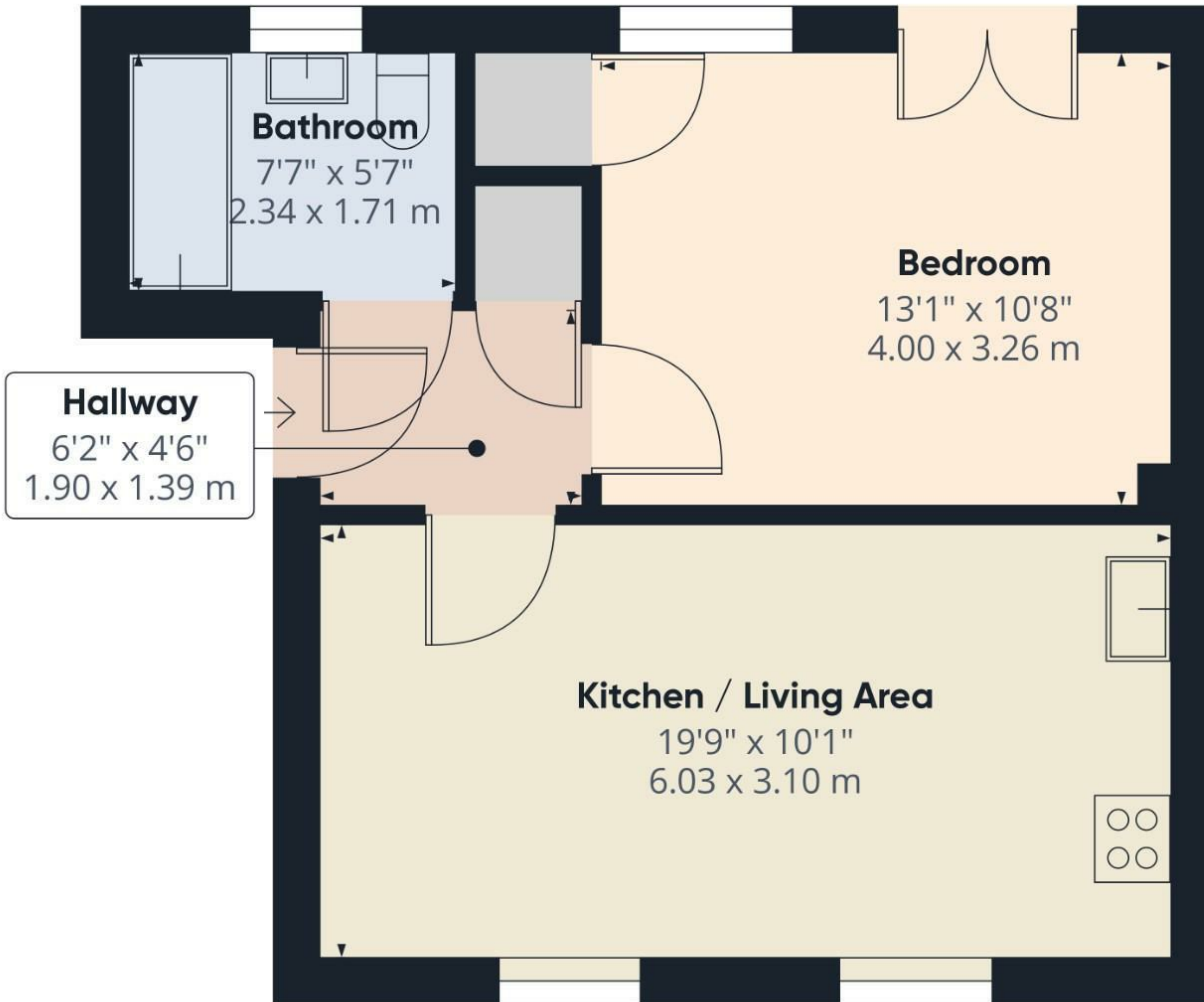 Bathroom
7'7" x 5'7"
2.34 x 1.71 m
Bedroom
13'1" x 10'8"
4.00 x 3.26 m
Hallway
6'2" x 4'6"
1.90 x 1.39 m
Kitchen / Living Area
19'9" x 10'1"
6.03 x 3.10 m